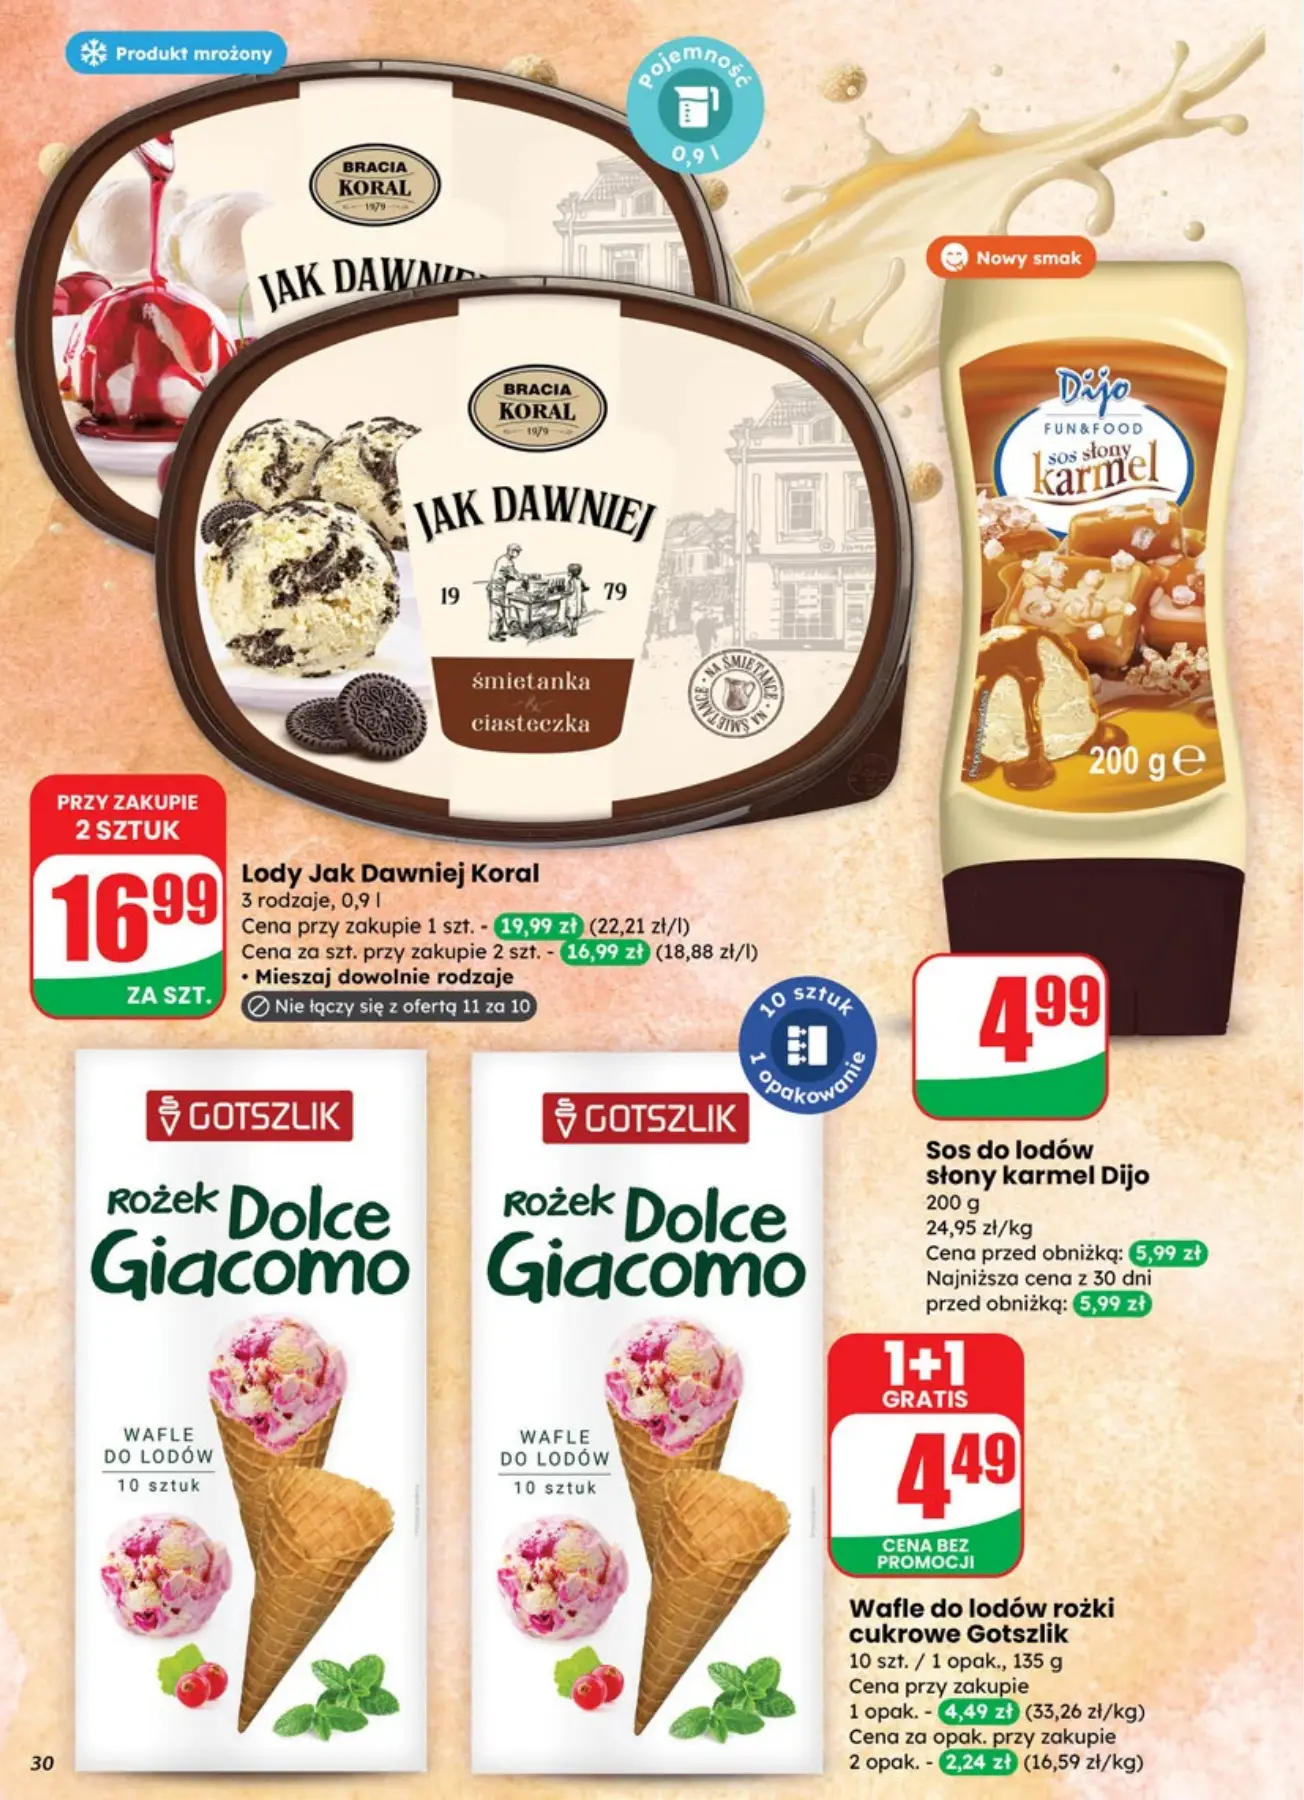 Produkt mrożony
Pojemność
0,9 l
BRACIA
KORAL
1979
JAK DAWNIE
BRACIA
KORAL
1979
JAK DAWNIEJ
19 79
śmietanka
&
ciasteczka
NA ŚMIETANCE • NA ŚMIETANCE •
Nowy smak
Dijo
FUN&FOOD
sos słony
karmel
200 g e
PRZY ZAKUPIE
2 SZTUK
16 99
ZA SZT.
Lody Jak Dawniej Koral
3 rodzaje, 0,9 l
Cena przy zakupie 1 szt. - 19,99 zł (22,21 zł/l)
Cena za szt. przy zakupie 2 szt. - 16,99 zł (18,88 zł/l)
• Mieszaj dowolnie rodzaje
Nie łączy się z ofertą 11 za 10
10 sztuk
1 opakowanie
4 99
Sos do lodów
słony karmel Dijo
200 g
24,95 zł/kg
Cena przed obniżką: 5,99 zł
Najniższa cena z 30 dni
przed obniżką: 5,99 zł
GOTSZLIK
Rożek Dolce
Giacomo
WAFLE
DO LODÓW
10 sztuk
GOTSZLIK
Rożek Dolce
Giacomo
WAFLE
DO LODÓW
10 sztuk
1+1
GRATIS
4 49
CENA BEZ
PROMOCJI
Wafle do lodów rożki
cukrowe Gotszlik
10 szt. / 1 opak., 135 g
Cena przy zakupie
1 opak. - 4,49 zł (33,26 zł/kg)
Cena za opak. przy zakupie
2 opak. - 2,24 zł (16,59 zł/kg)
30